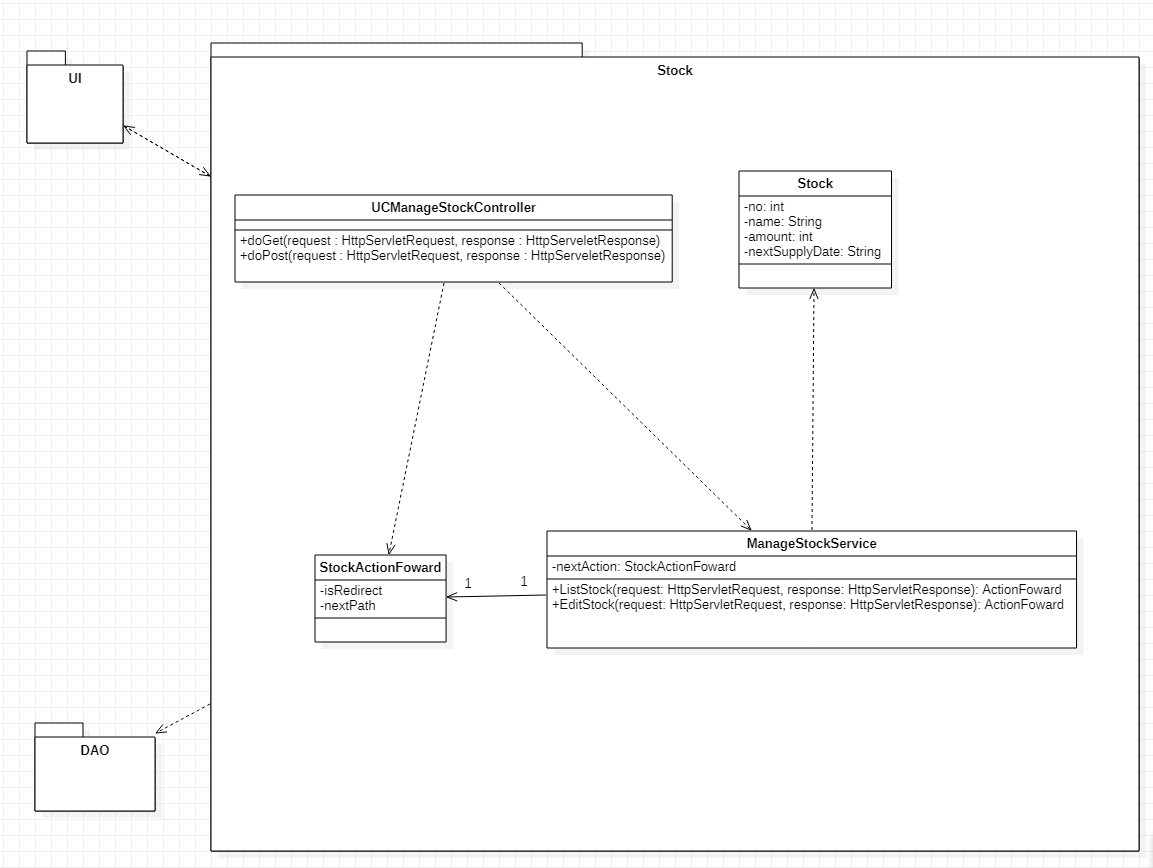 UI
Stock
UCManageStockController
+doGet(request : HttpServletRequest, response : HttpServeletResponse)
+doPost(request : HttpServletRequest, response : HttpServeletResponse)
Stock
-no: int
-name: String
-amount: int
-nextSupplyDate: String
StockActionFoward
-isRedirect
-nextPath
1
1
ManageStockService
-nextAction: StockActionFoward
+ListStock(request: HttpServletRequest, response: HttpServletResponse): ActionFoward
+EditStock(request: HttpServletRequest, response: HttpServletResponse): ActionFoward
DAO